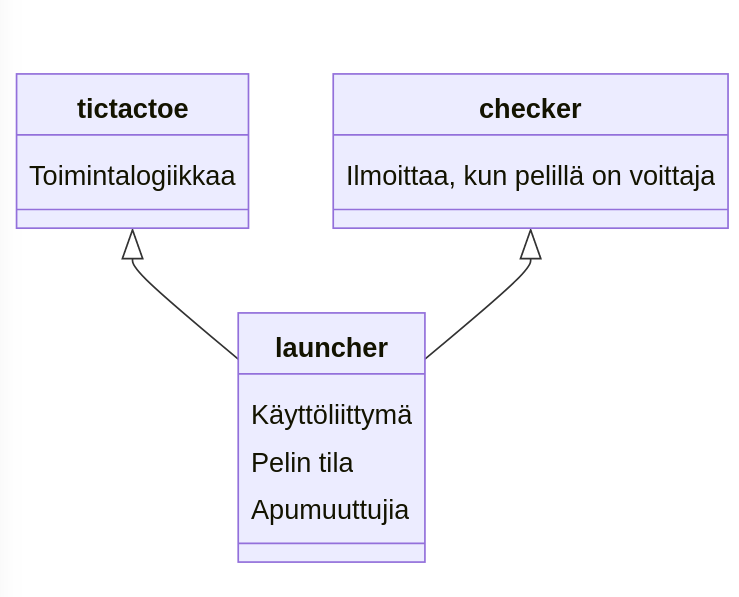 tictactoe
Toimintalogiikkaa
checker
Ilmoittaa, kun pelillä on voittaja
launcher
Käyttöliittymä
Pelin tila
Apumuuttujia